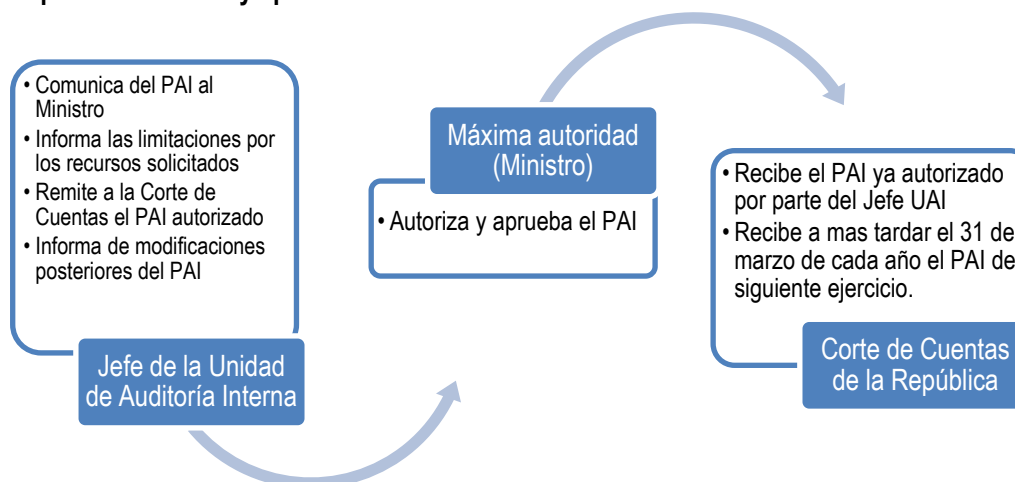 • Comunica del PAI al
Ministro
• Informa las limitaciones por
los recursos solicitados
• Remite a la Corte de
Cuentas el PAI autorizado
• Informa de modificaciones
posteriores del PAI
Jefe de la Unidad
de Auditoría Interna
Máxima autoridad
(Ministro)
• Autoriza y aprueba el PAI
• Recibe el PAI ya autorizado
por parte del Jefe UAI
• Recibe a mas tardar el 31 de
marzo de cada año el PAI de
siguiente ejercicio.
Corte de Cuentas
de la República